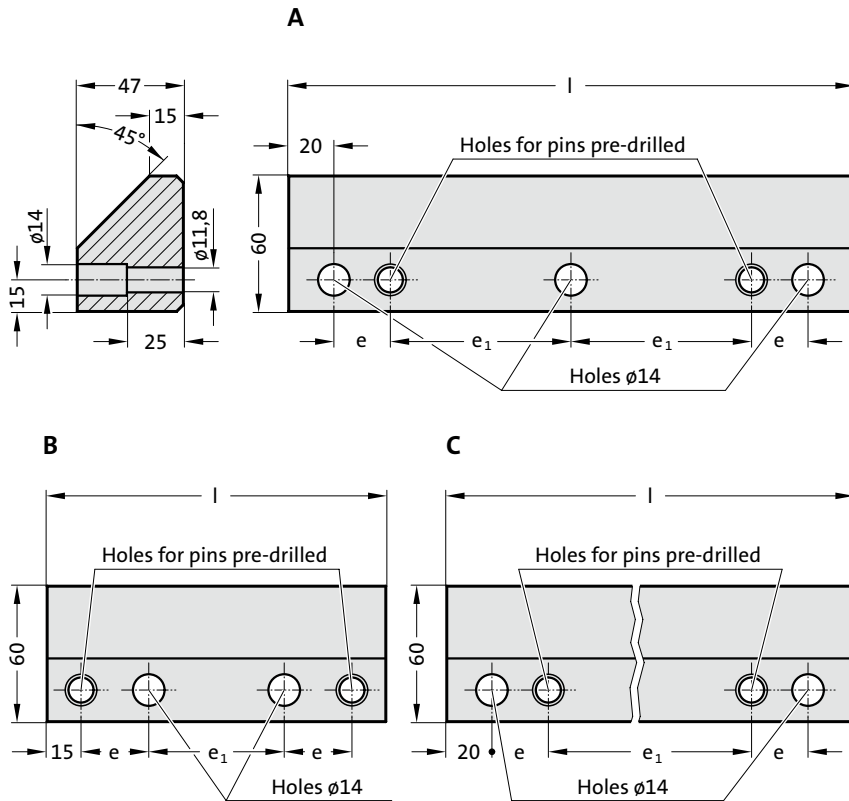 A
47
15
45°
l
20
Holes for pins pre-drilled
ø14
ø11,8
60
15
25
e
e₁
e₁
e
Holes ø14
B
C
l
l
Holes for pins pre-drilled
Holes for pins pre-drilled
60
60
15
e
e₁
e
20
e
e₁
e
Holes ø14
Holes ø14